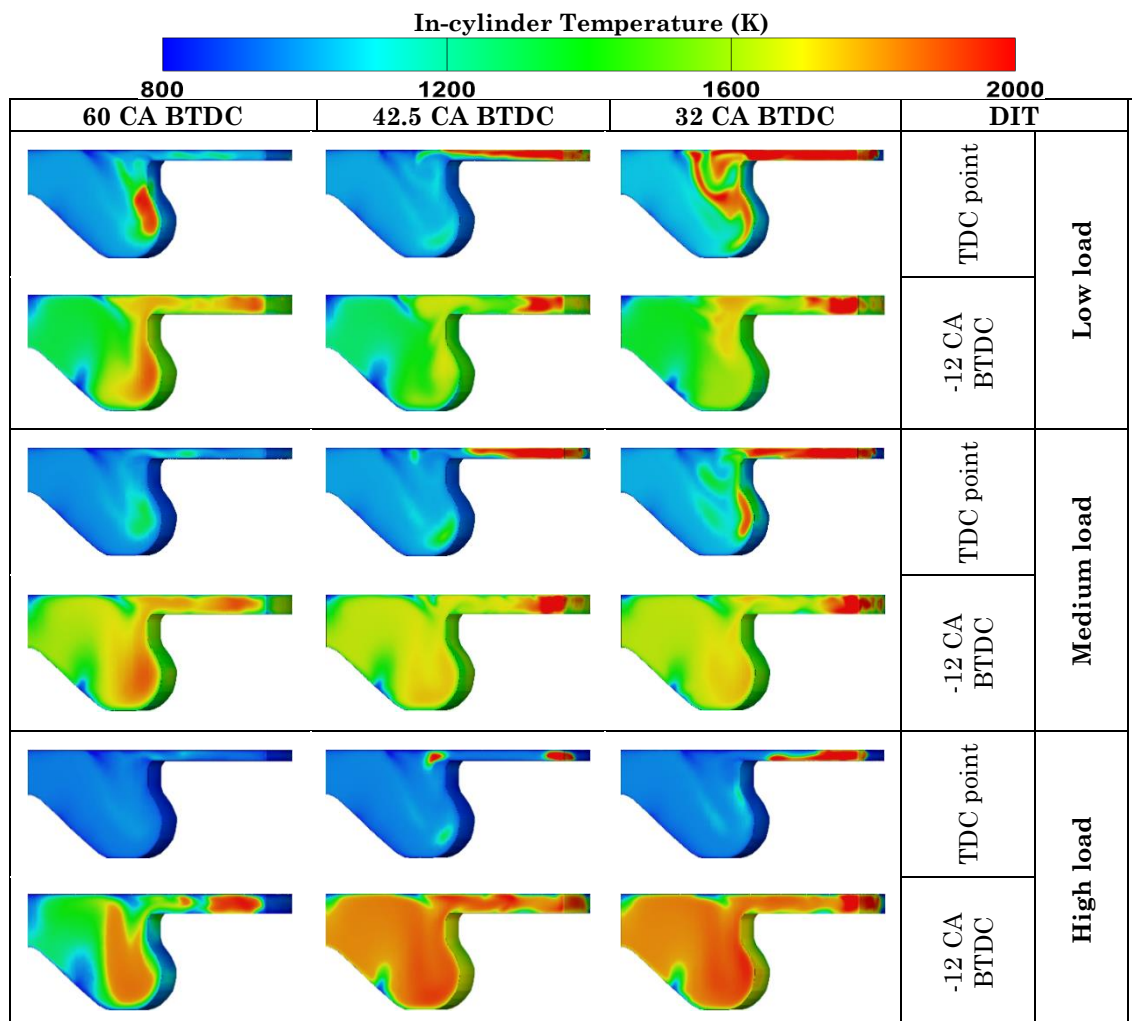 In-cylinder Temperature (K)
800 1200 1600 2000
60 CA BTDC 42.5 CA BTDC 32 CA BTDC DIT
TDC point
Low load
-12 CA
BTDC
TDC point
Medium load
-12 CA
BTDC
TDC point
High load
-12 CA
BTDC